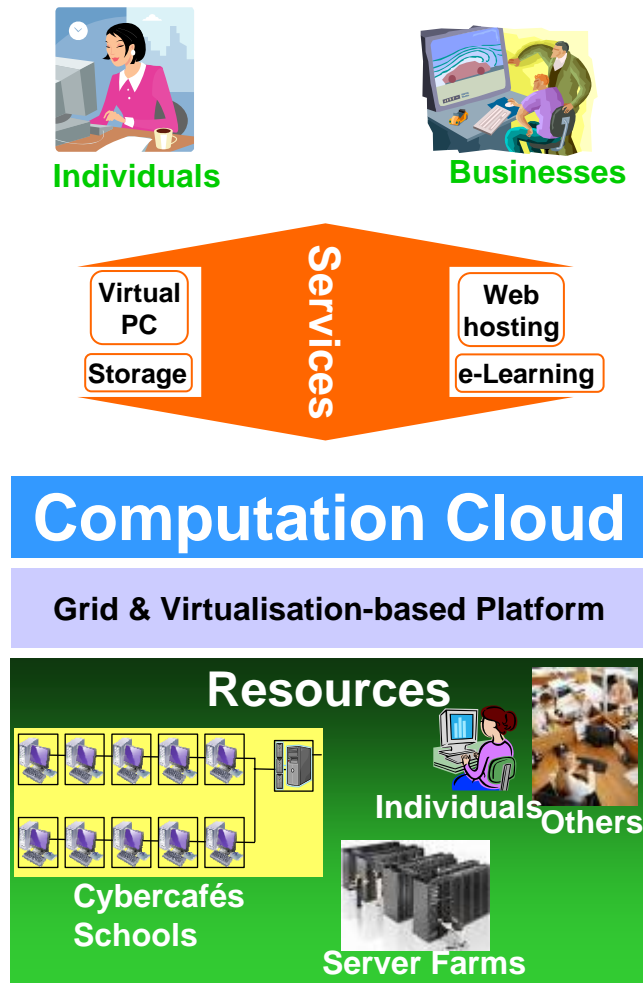 Individuals
Businesses
Services
Virtual
PC
Storage
Web
hosting
e-Learning
Computation Cloud
Grid & Virtualisation-based Platform
Resources
Individuals
Others
Cybercafés
Schools
Server Farms